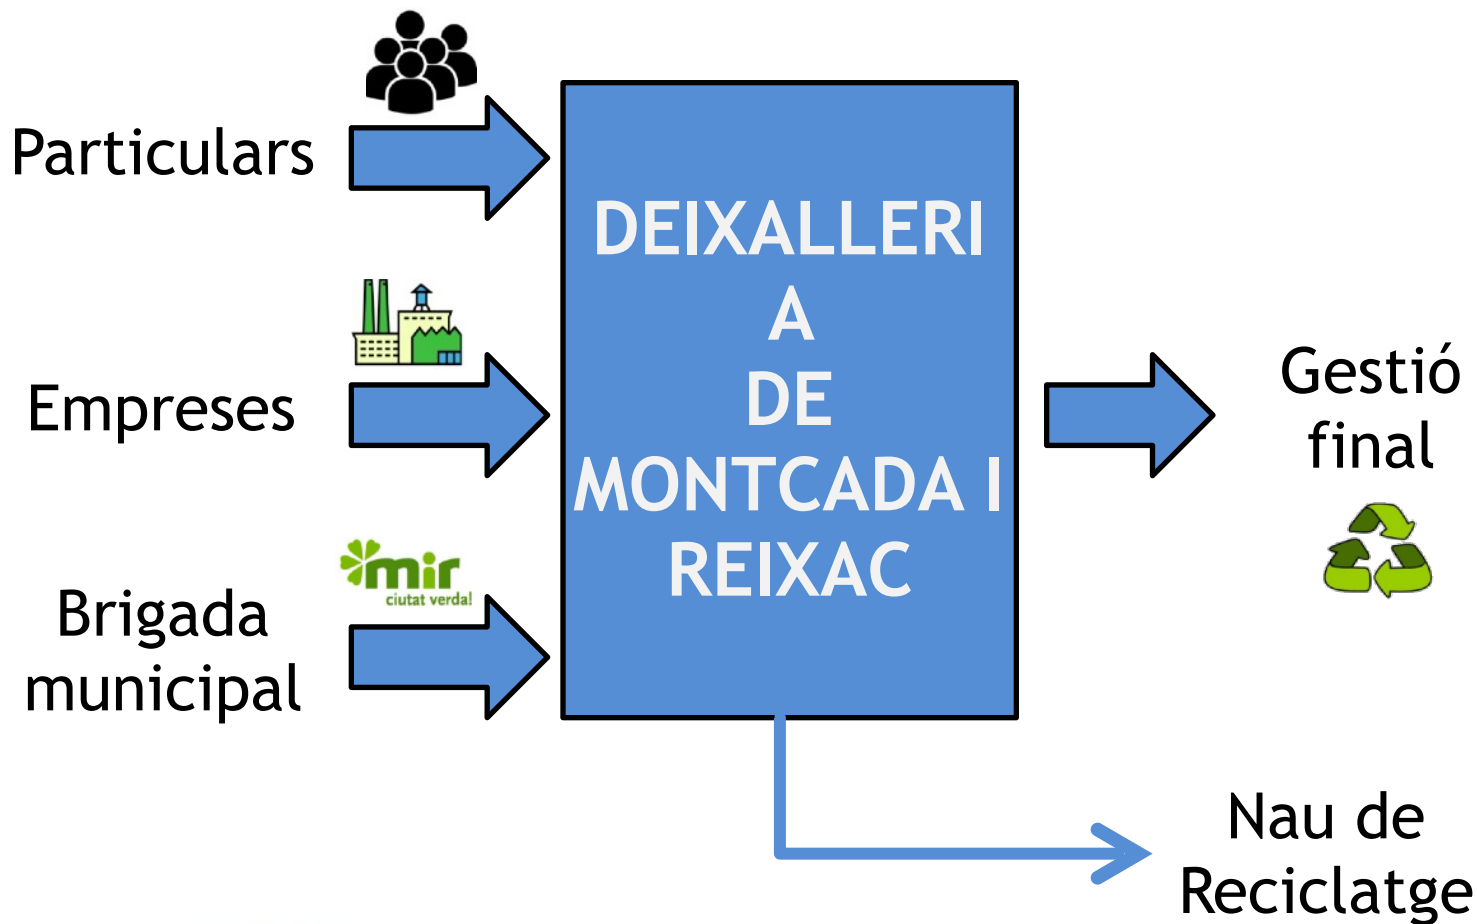 Particulars
Empreses
mir
ciutat verda!
Brigada
municipal
DEIXALLERI
A
DE
MONTCADA I
REIXAC
Gestió
final
Nau de
Reciclatge